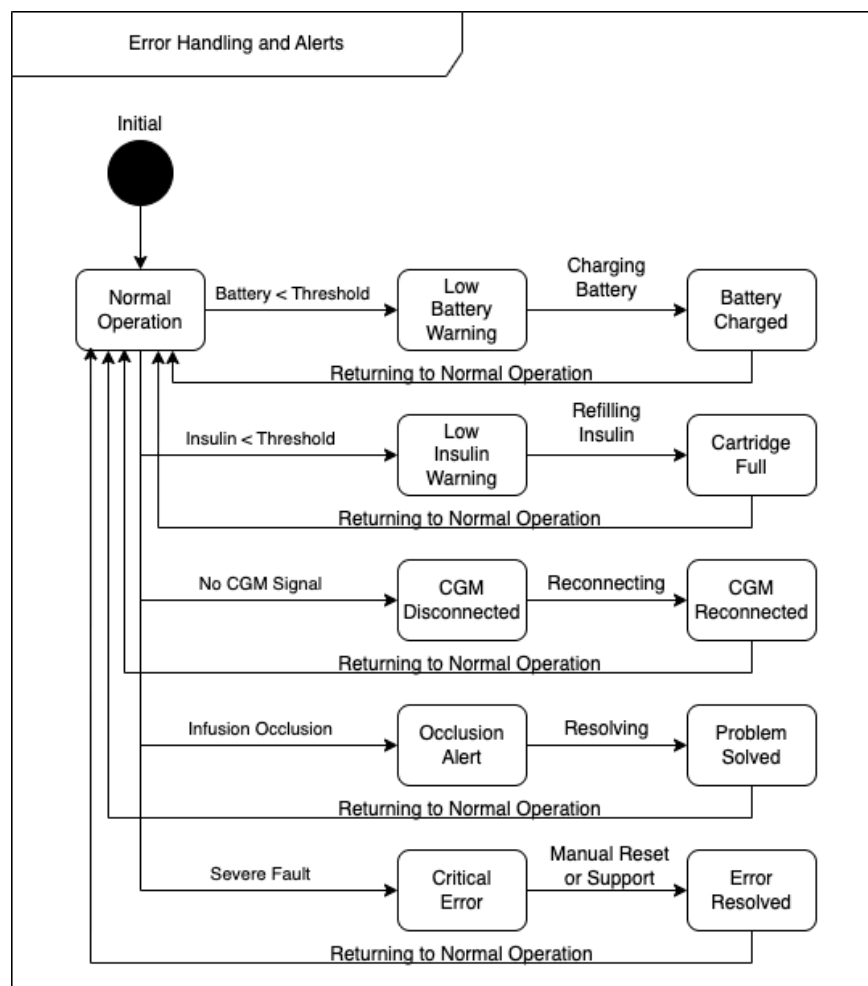 Error Handling and Alerts
Initial
Normal
Operation
Battery < Threshold
Low
Battery
Warning
Charging
Battery
Battery
Charged
Returning to Normal Operation
Insulin < Threshold
Low
Insulin
Warning
Refilling
Insulin
Cartridge
Full
Returning to Normal Operation
No CGM Signal
CGM
Disconnected
Reconnecting
CGM
Reconnected
Returning to Normal Operation
Infusion Occlusion
Occlusion
Alert
Resolving
Problem
Solved
Returning to Normal Operation
Severe Fault
Critical
Error
Manual Reset
or Support
Error
Resolved
Returning to Normal Operation